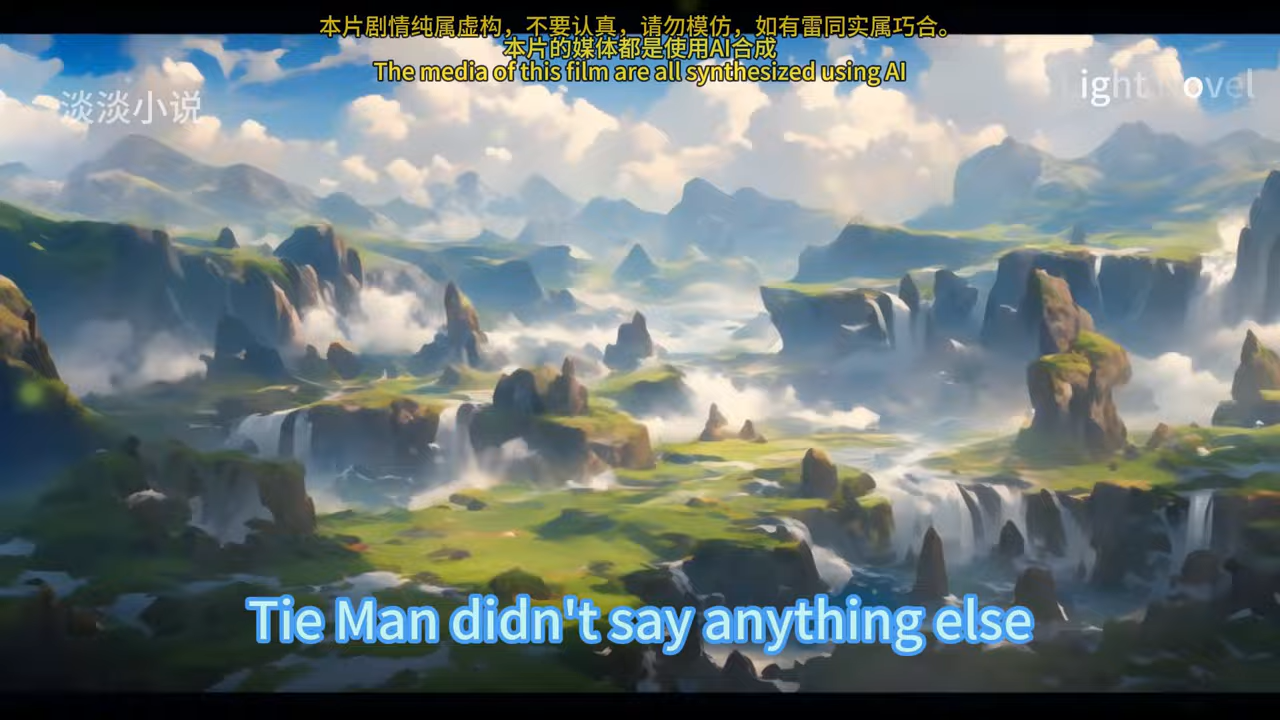 本片剧情纯属虚构，不要认真，请勿模仿，如有雷同实属巧合。
本片的媒体都是使用AI合成
The media of this film are all synthesized using AI
淡淡小说
Light Novel
Tie Man didn't say anything else